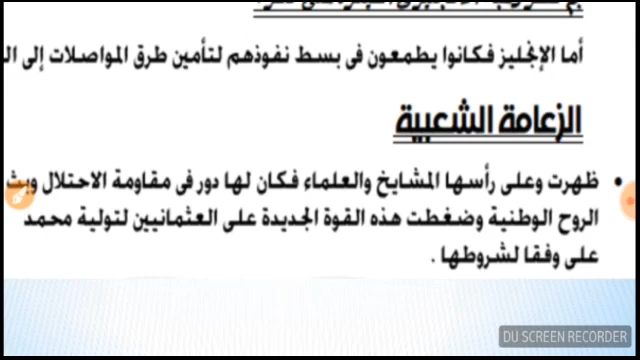 أما الإنجليز فكانوا يطمعون فى بسط نفوذهم لتأمين طرق المواصلات إلى
الزعامة الشعبية
• ظهرت وعلى رأسها المشايخ والعلماء فكان لها دور فى مقاومة الاحتلال وبث
الروح الوطنية وضغطت هذه القوة الجديدة على العثمانيين لتولية محمد
على وفقا لشروطها .
DU SCREEN RECORDER